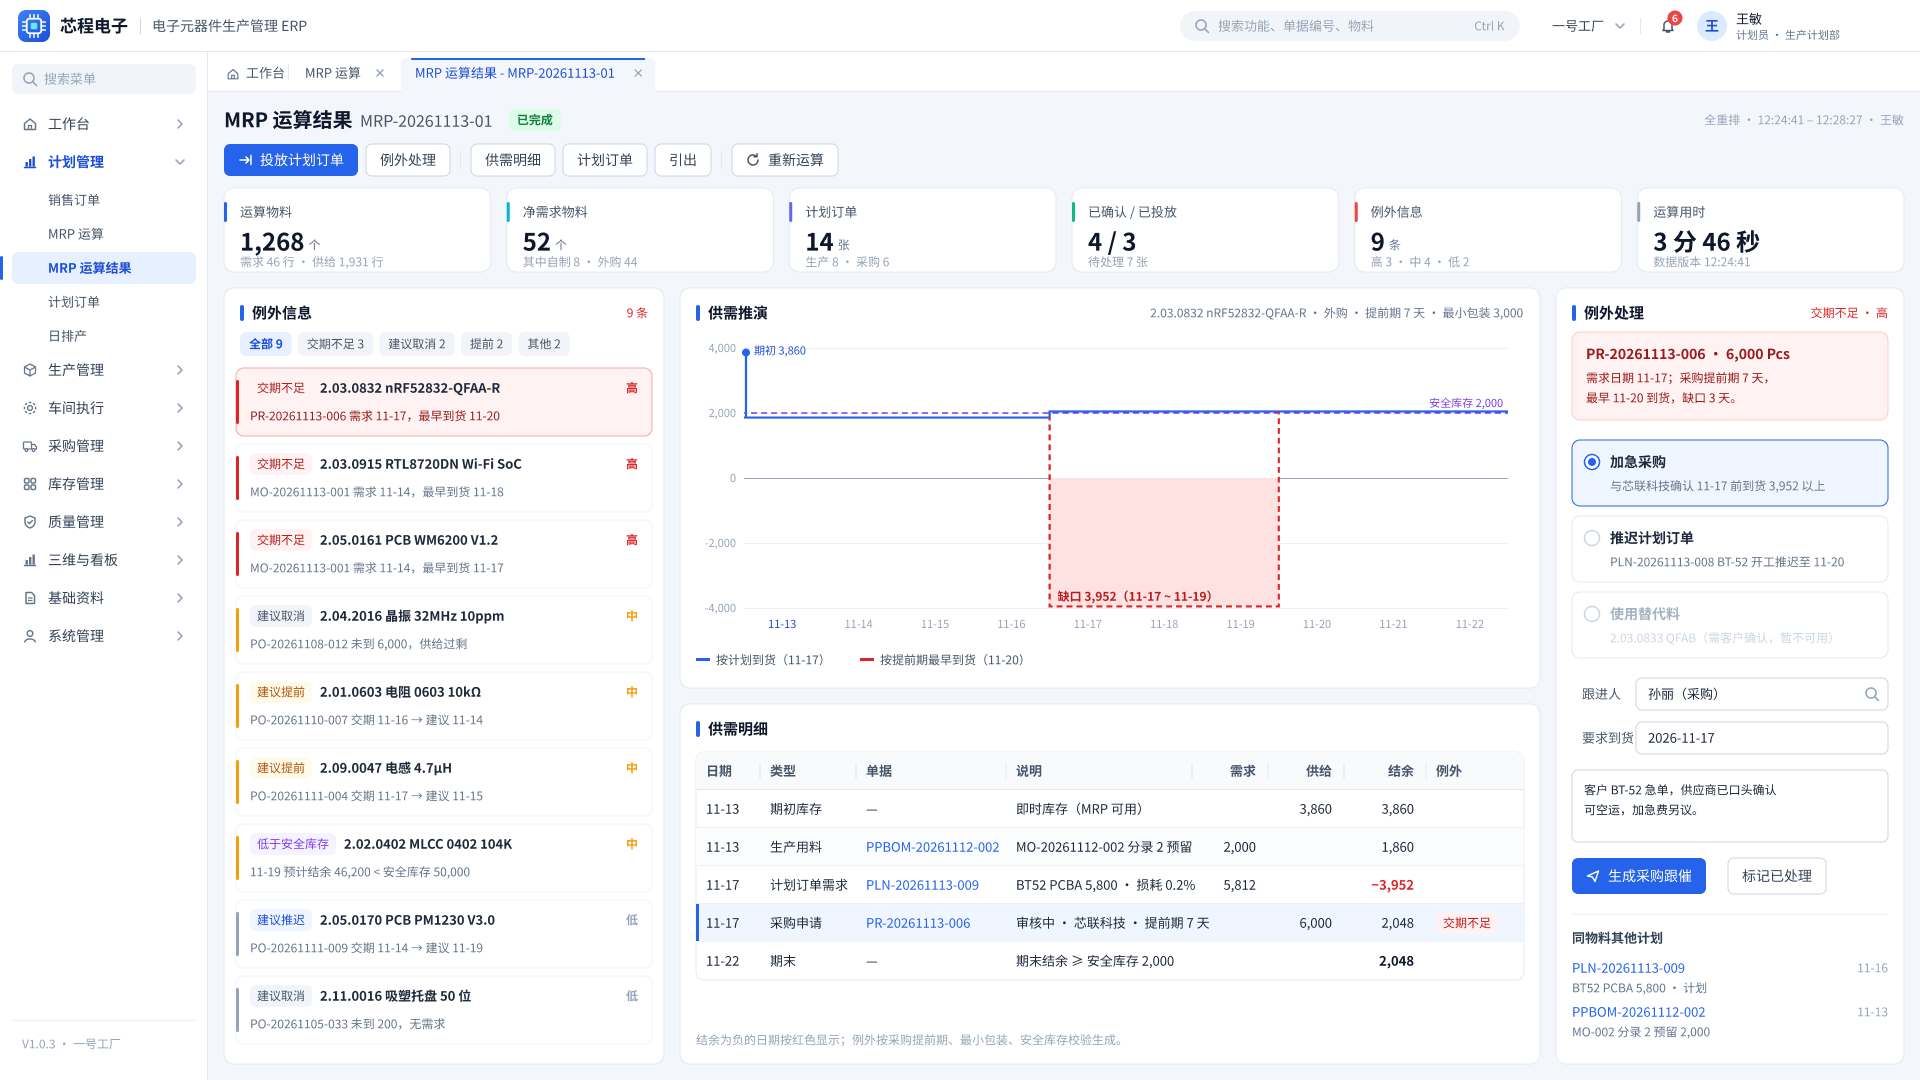 芯程电子
电子元器件生产管理 ERP
搜索功能、单据编号、物料
Ctrl K
一号工厂
6
王
王敏
计划员 · 生产计划部
搜索菜单
工作台
计划管理
销售订单
MRP 运算
MRP 运算结果
计划订单
日排产
生产管理
车间执行
采购管理
库存管理
质量管理
三维与看板
基础资料
系统管理
V1.0.3 · 一号工厂
工作台
MRP 运算
MRP 运算结果 - MRP-20261113-01
MRP 运算结果
MRP-20261113-01
已完成
全重排 · 12:24:41 – 12:28:27 · 王敏
投放计划订单
例外处理
供需明细
计划订单
引出
重新运算
运算物料
1,268 个
需求 46 行 · 供给 1,931 行
净需求物料
52 个
其中自制 8 · 外购 44
计划订单
14 张
生产 8 · 采购 6
已确认 / 已投放
4 / 3
待处理 7 张
例外信息
9 条
高 3 · 中 4 · 低 2
运算用时
3 分 46 秒
数据版本 12:24:41
例外信息
9 条
全部 9
交期不足 3
建议取消 2
提前 2
其他 2
交期不足 2.03.0832 nRF52832-QFAA-R 高
PR-20261113-006 需求 11-17，最早到货 11-20
交期不足 2.03.0915 RTL8720DN Wi-Fi SoC 高
MO-20261113-001 需求 11-14，最早到货 11-18
交期不足 2.05.0161 PCB WM6200 V1.2 高
MO-20261113-001 需求 11-14，最早到货 11-17
建议取消 2.04.2016 晶振 32MHz 10ppm 中
PO-20261108-012 未到 6,000，供给过剩
建议提前 2.01.0603 电阻 0603 10kΩ 中
PO-20261110-007 交期 11-16 → 建议 11-14
建议提前 2.09.0047 电感 4.7μH 中
PO-20261111-004 交期 11-17 → 建议 11-15
低于安全库存 2.02.0402 MLCC 0402 104K 中
11-19 预计结余 46,200 < 安全库存 50,000
建议推迟 2.05.0170 PCB PM1230 V3.0 低
PO-20261111-009 交期 11-14 → 建议 11-19
建议取消 2.11.0016 吸塑托盘 50 位 低
PO-20261105-033 未到 200，无需求
供需推演
2.03.0832 nRF52832-QFAA-R · 外购 · 提前期 7 天 · 最小包装 3,000
4,000
2,000
0
-2,000
-4,000
期初 3,860
安全库存 2,000
缺口 3,952（11-17 ~ 11-19）
11-13
11-14
11-15
11-16
11-17
11-18
11-19
11-20
11-21
11-22
按计划到货（11-17）
按提前期最早到货（11-20）
供需明细
日期 类型 单据 说明 需求 供给 结余 例外
11-13 期初库存 — 即时库存（MRP 可用） 3,860 3,860
11-13 生产用料 PPBOM-20261112-002 MO-20261112-002 分录 2 预留 2,000 1,860
11-17 计划订单需求 PLN-20261113-009 BT52 PCBA 5,800 · 损耗 0.2% 5,812 −3,952
11-17 采购申请 PR-20261113-006 审核中 · 芯联科技 · 提前期 7 天 6,000 2,048 交期不足
11-22 期末 — 期末结余 ≥ 安全库存 2,000 2,048
结余为负的日期按红色显示；例外按采购提前期、最小包装、安全库存校验生成。
例外处理
交期不足 · 高
PR-20261113-006 · 6,000 Pcs
需求日期 11-17；采购提前期 7 天，
最早 11-20 到货，缺口 3 天。
加急采购
与芯联科技确认 11-17 前到货 3,952 以上
推迟计划订单
PLN-20261113-008 BT-52 开工推迟至 11-20
使用替代料
2.03.0833 QFAB（需客户确认，暂不可用）
跟进人
孙丽（采购）
要求到货
2026-11-17
客户 BT-52 急单，供应商已口头确认
可空运，加急费另议。
生成采购跟催
标记已处理
同物料其他计划
PLN-20261113-009 11-16
BT52 PCBA 5,800 · 计划
PPBOM-20261112-002 11-13
MO-002 分录 2 预留 2,000